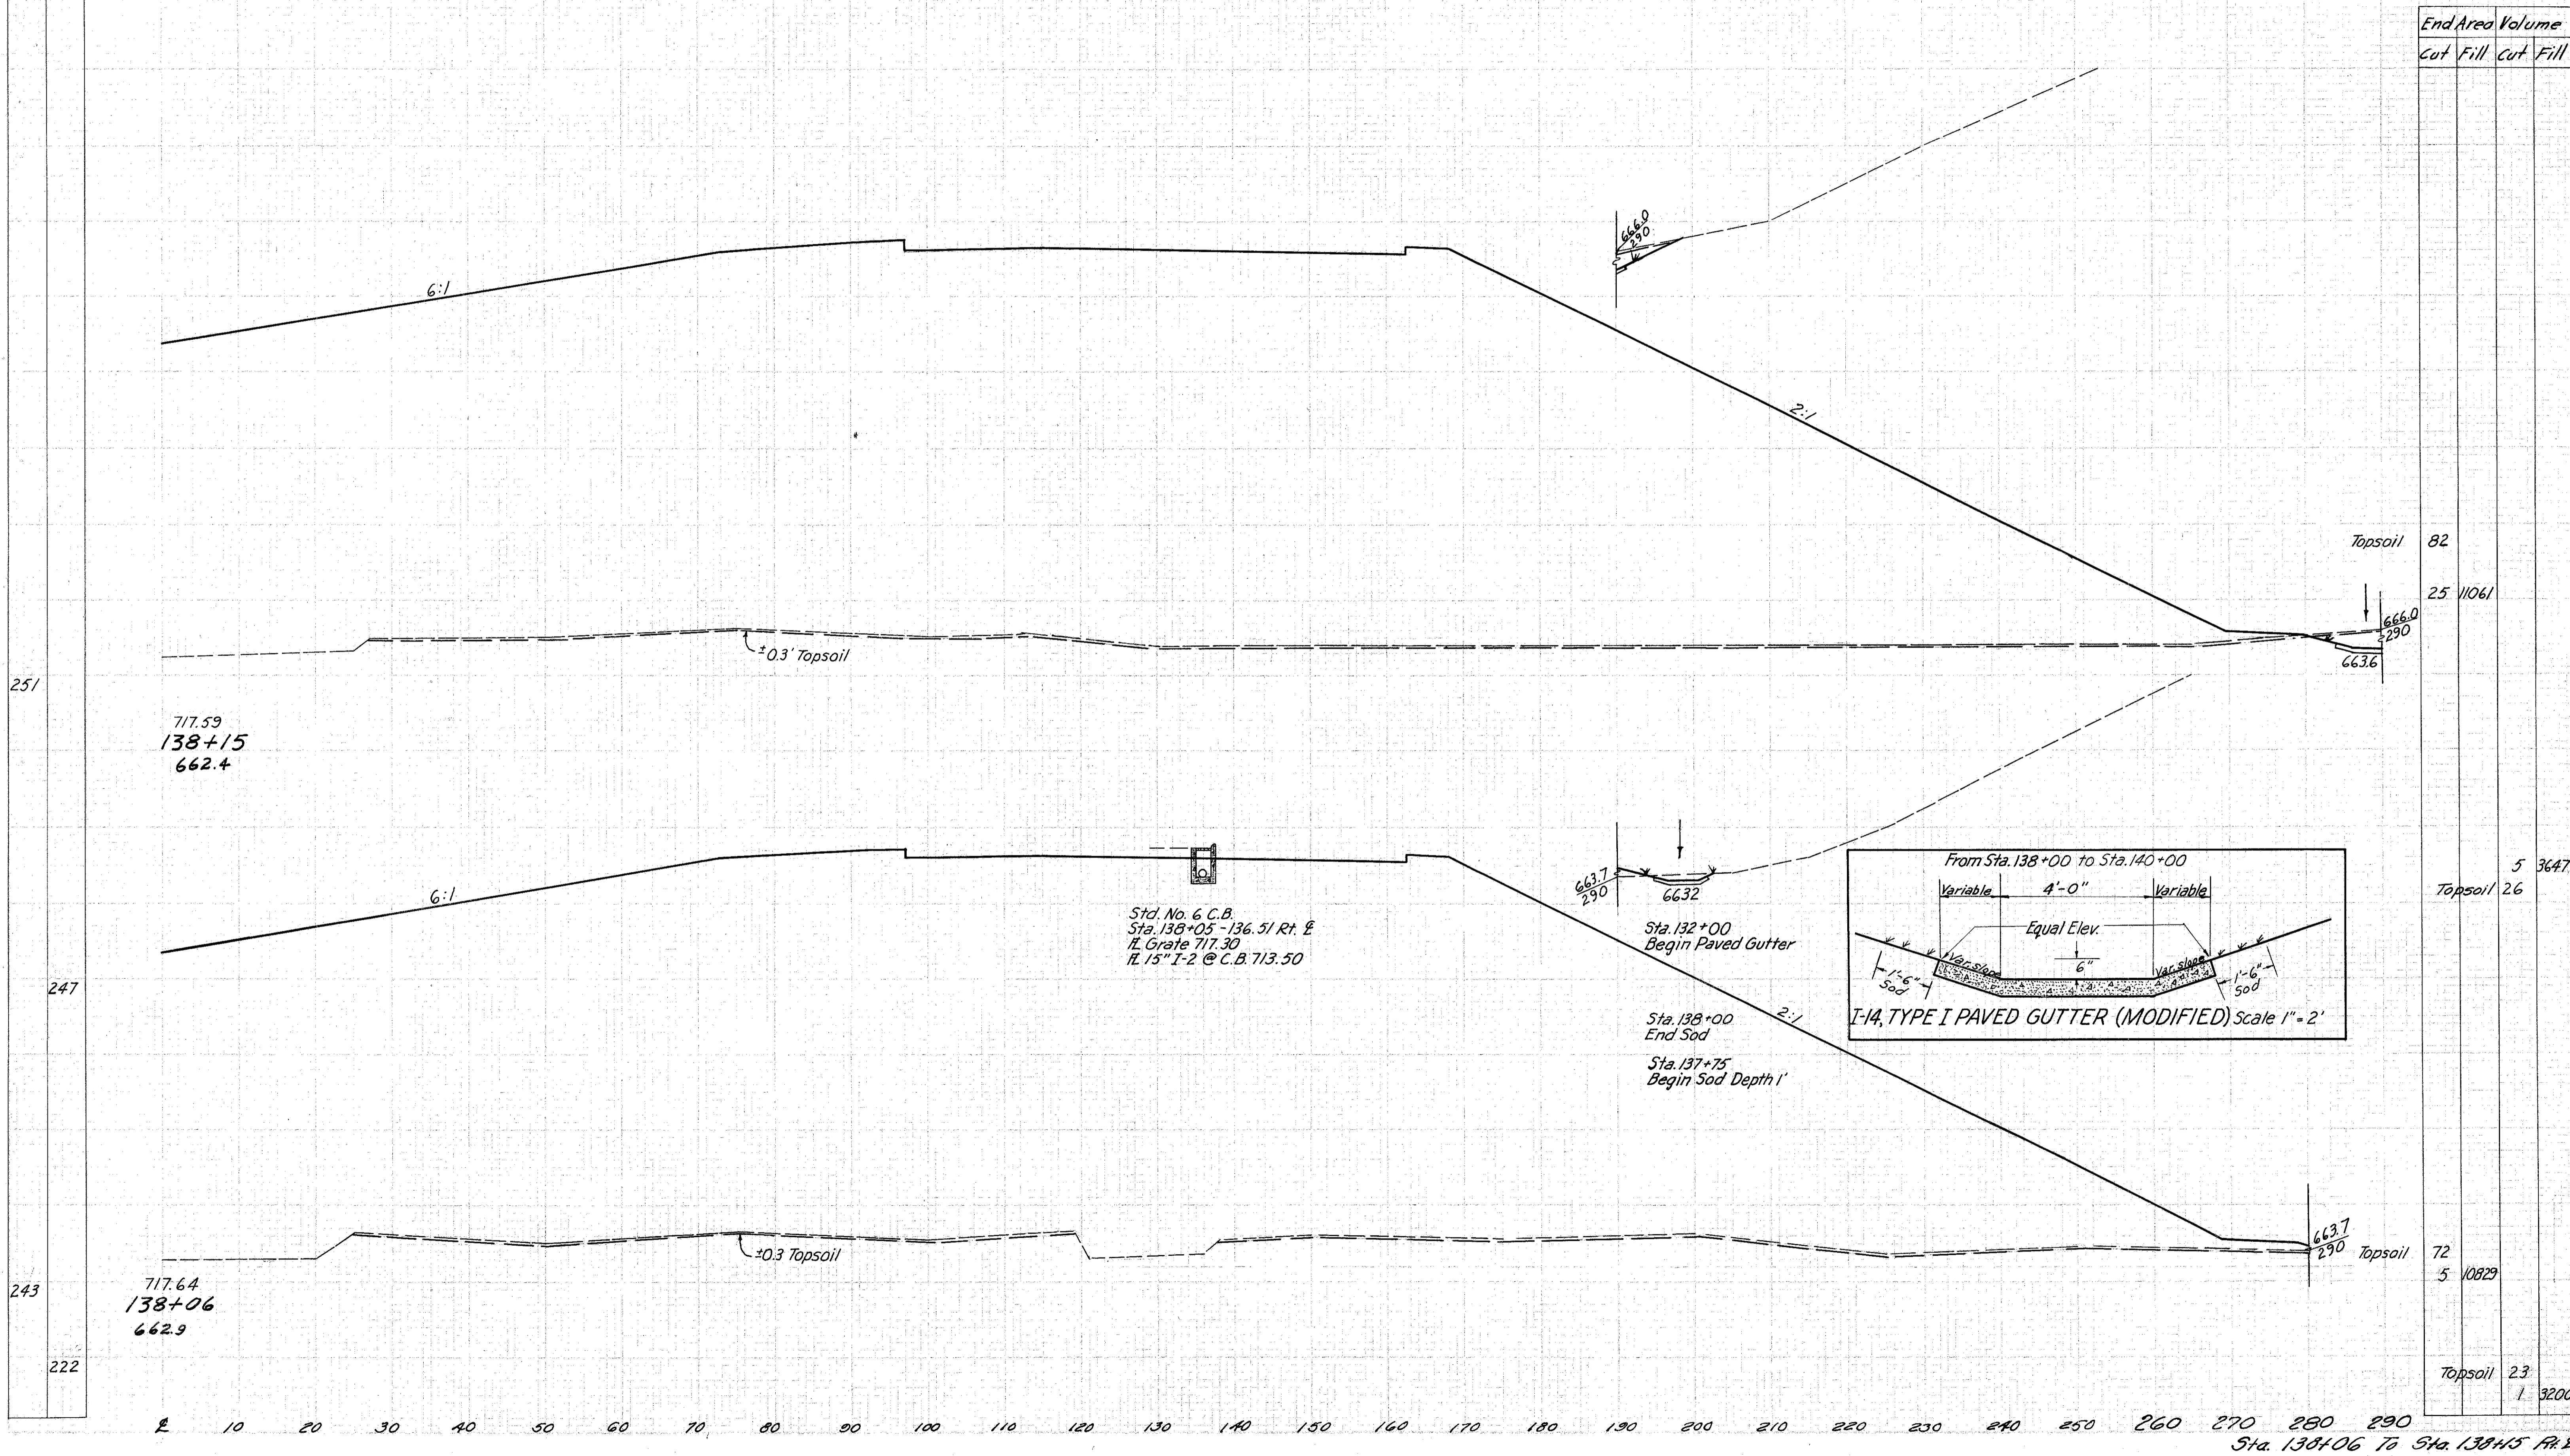 End Area Volume
Cut Fill Cut Fill
666.0
290
6:1
2:1
Topsoil 82
25 11061
666.0
290
663.6
±0.3' Topsoil
251
717.59
138+15
662.4
6:1
Std. No. 6 C.B.
Sta. 138+05 - 136.51 Rt. ℄
FL Grate 717.30
FL 15" I-2 @ C.B. 713.50
663.7
290
6632
Sta. 132+00
Begin Paved Gutter
Sta. 138+00
End Sod
Sta. 137+75
Begin Sod Depth 1'
2:1
From Sta. 138+00 to Sta. 140+00
Variable 4'-0" Variable
Equal Elev.
Var. slope 6" Var. slope
1'-6" Sod
1'-6" Sod
I-14, TYPE I PAVED GUTTER (MODIFIED) Scale 1" = 2'
5 3647
Topsoil 26
247
±0.3 Topsoil
663.7
290
Topsoil 72
5 10829
243
717.64
138+06
662.9
222
Topsoil 23
1 3200
℄ 10 20 30 40 50 60 70 80 90 100 110 120 130 140 150 160 170 180 190 200 210 220 230 240 250 260 270 280 290
Sta. 138+06 To Sta. 138+15 Rt.